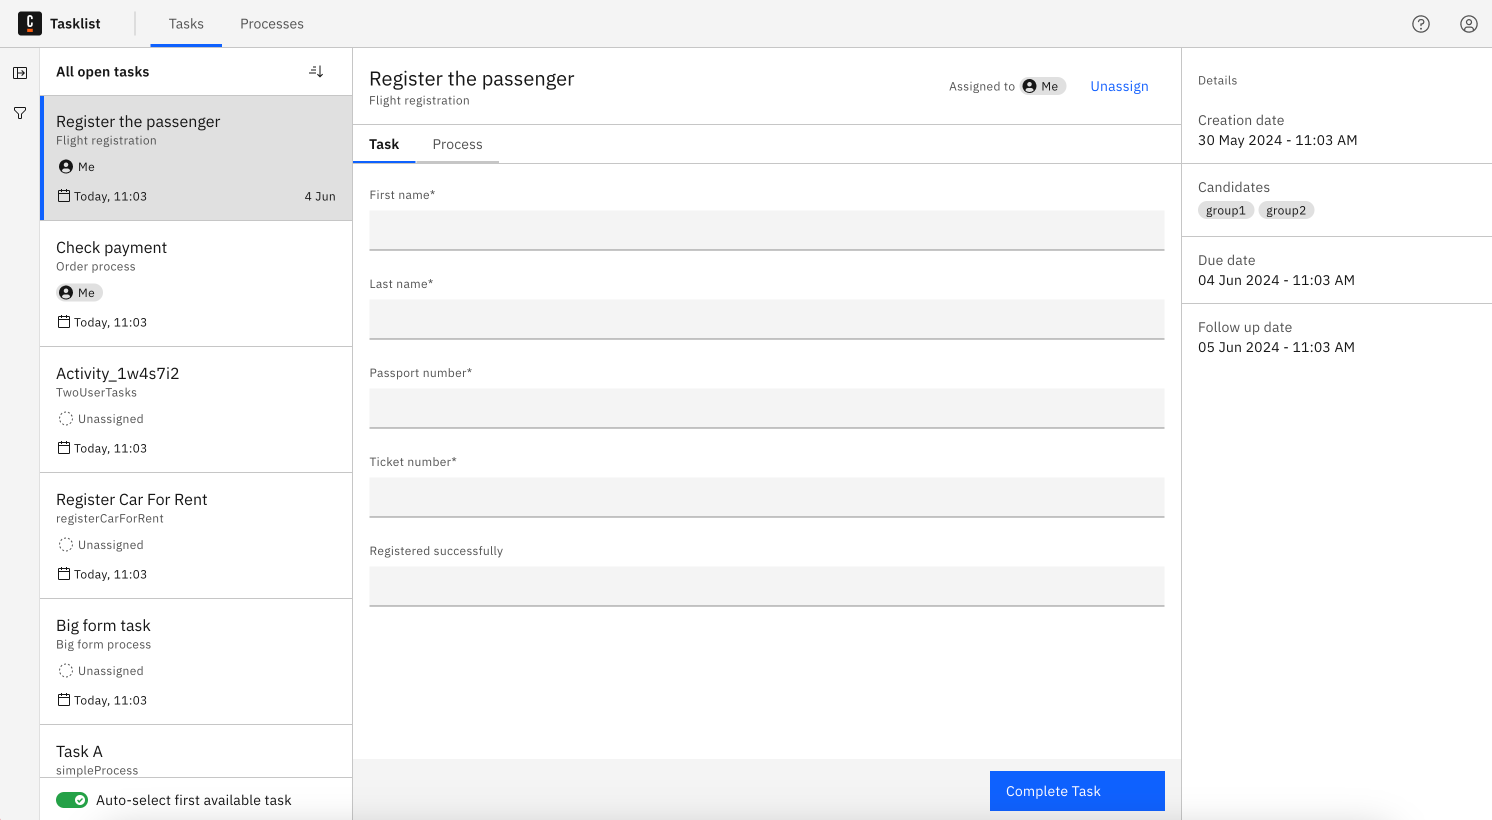 C Tasklist Tasks Processes
All open tasks
Register the passenger
Flight registration
Me
Today, 11:03 4 Jun
Check payment
Order process
Me
Today, 11:03
Activity_1w4s7i2
TwoUserTasks
Unassigned
Today, 11:03
Register Car For Rent
registerCarForRent
Unassigned
Today, 11:03
Big form task
Big form process
Unassigned
Today, 11:03
Task A
simpleProcess
Auto-select first available task
Register the passenger
Flight registration
Assigned to Me Unassign
Task Process
First name*
Last name*
Passport number*
Ticket number*
Registered successfully
Complete Task
Details
Creation date
30 May 2024 - 11:03 AM
Candidates
group1 group2
Due date
04 Jun 2024 - 11:03 AM
Follow up date
05 Jun 2024 - 11:03 AM